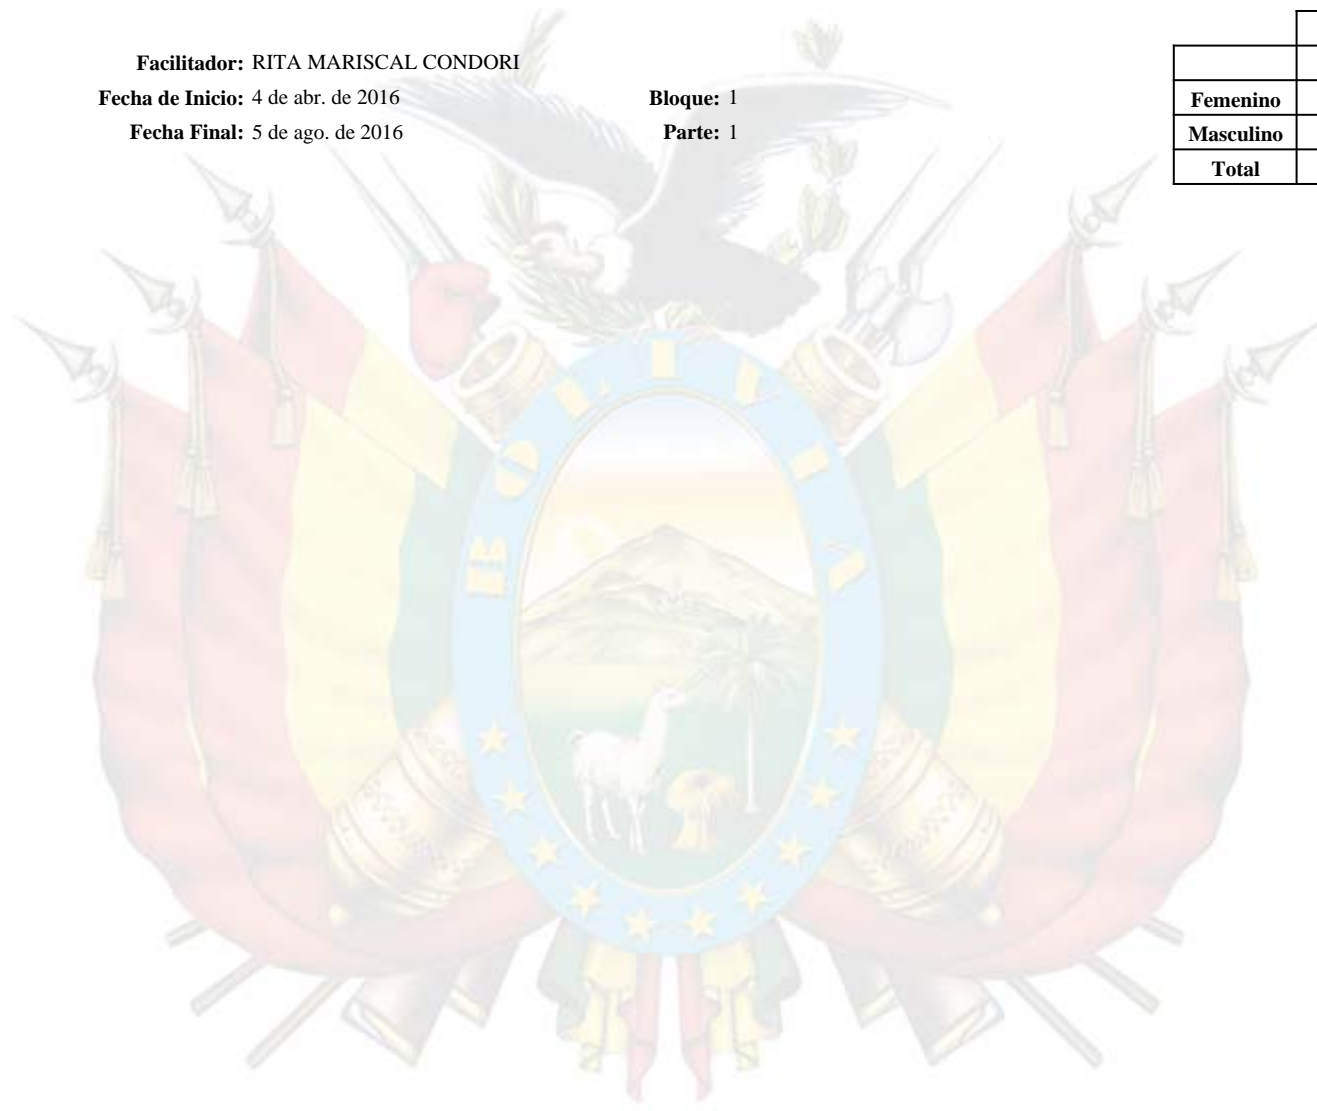 Facilitador: RITA MARISCAL CONDORI
Fecha de Inicio: 4 de abr. de 2016 Bloque: 1
Fecha Final: 5 de ago. de 2016 Parte: 1
Femenino
Masculino
Total
BOLIVIA